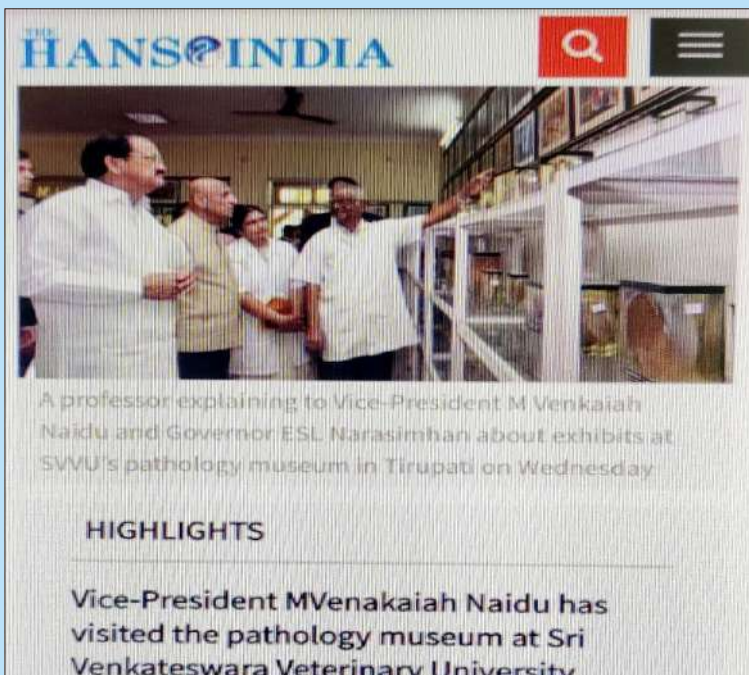 THE
HANS INDIA
A professor explaining to Vice-President M Venkaiah
Naidu and Governor ESL Narasimhan about exhibits at
SVVU's pathology museum in Tirupati on Wednesday
HIGHLIGHTS
Vice-President MVenakaiah Naidu has
visited the pathology museum at Sri
Venkateswara Veterinary University